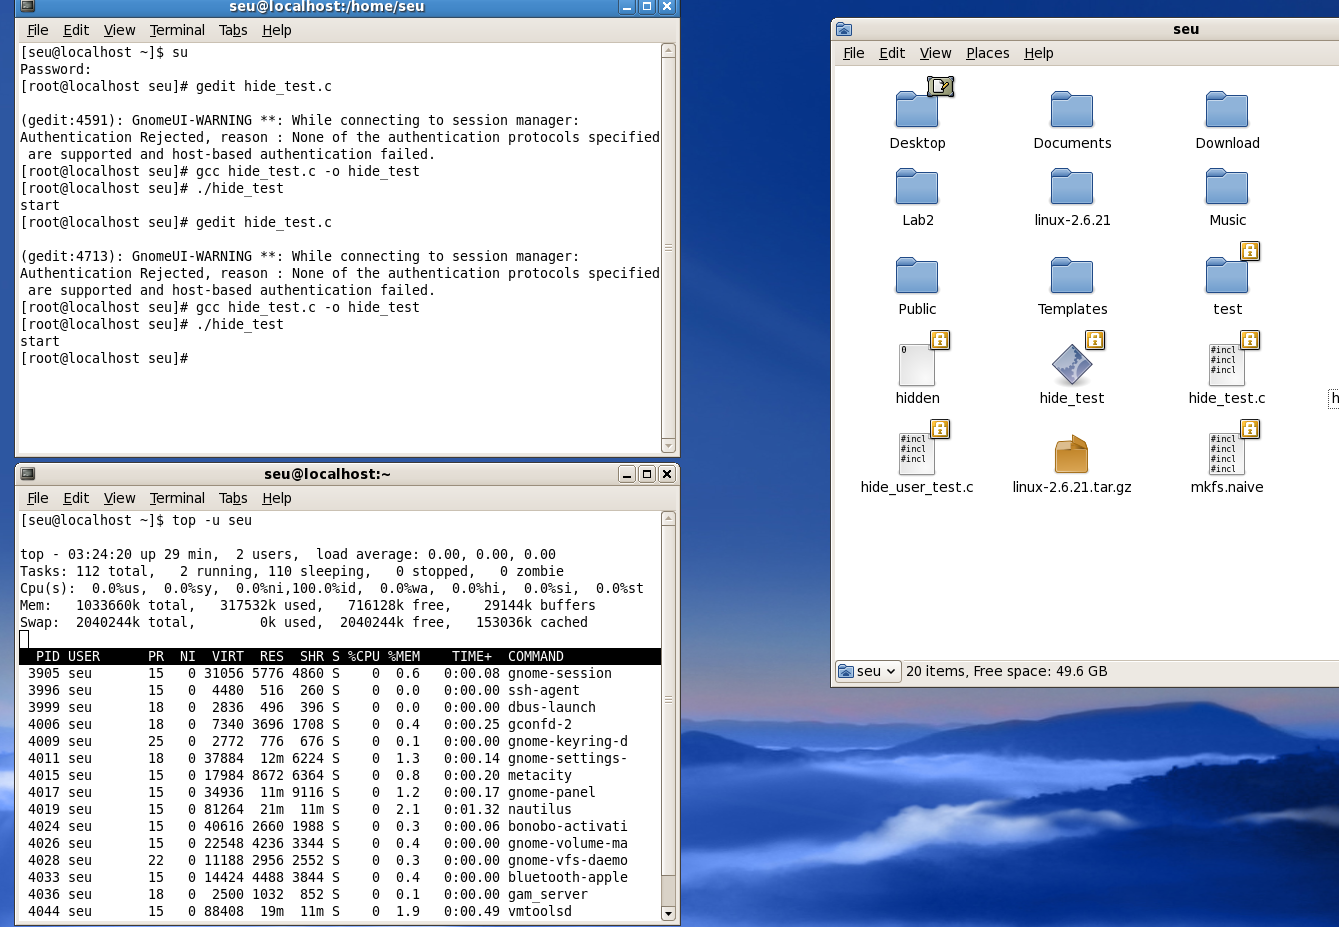 seu@localhost:/home/seu
File Edit View Terminal Tabs Help
[seu@localhost ~]$ su
Password:
[root@localhost seu]# gedit hide_test.c
(gedit:4591): GnomeUI-WARNING **: While connecting to session manager:
Authentication Rejected, reason : None of the authentication protocols specified
are supported and host-based authentication failed.
[root@localhost seu]# gcc hide_test.c -o hide_test
[root@localhost seu]# ./hide_test
start
[root@localhost seu]# gedit hide_test.c
(gedit:4713): GnomeUI-WARNING **: While connecting to session manager:
Authentication Rejected, reason : None of the authentication protocols specified
are supported and host-based authentication failed.
[root@localhost seu]# gcc hide_test.c -o hide_test
[root@localhost seu]# ./hide_test
start
[root@localhost seu]#
seu@localhost:~
File Edit View Terminal Tabs Help
[seu@localhost ~]$ top -u seu
top - 03:24:20 up 29 min,  2 users,  load average: 0.00, 0.00, 0.00
Tasks: 112 total,   2 running, 110 sleeping,   0 stopped,   0 zombie
Cpu(s):  0.0%us,  0.0%sy,  0.0%ni,100.0%id,  0.0%wa,  0.0%hi,  0.0%si,  0.0%st
Mem:   1033660k total,   317532k used,   716128k free,    29144k buffers
Swap:  2040244k total,        0k used,  2040244k free,   153036k cached
PID USER      PR  NI  VIRT  RES  SHR S %CPU %MEM    TIME+  COMMAND
3905 seu       15   0 31056 5776 4860 S    0  0.6   0:00.08 gnome-session
3996 seu       15   0  4480  516  260 S    0  0.0   0:00.00 ssh-agent
3999 seu       18   0  2836  496  396 S    0  0.0   0:00.00 dbus-launch
4006 seu       18   0  7340 3696 1708 S    0  0.4   0:00.25 gconfd-2
4009 seu       25   0  2772  776  676 S    0  0.1   0:00.00 gnome-keyring-d
4011 seu       18   0 37884  12m 6224 S    0  1.3   0:00.14 gnome-settings-
4015 seu       15   0 17984 8672 6364 S    0  0.8   0:00.20 metacity
4017 seu       15   0 34936  11m 9116 S    0  1.2   0:00.17 gnome-panel
4019 seu       15   0 81264  21m  11m S    0  2.1   0:01.32 nautilus
4024 seu       15   0 40616 2660 1988 S    0  0.3   0:00.06 bonobo-activati
4026 seu       15   0 22548 4236 3344 S    0  0.4   0:00.00 gnome-volume-ma
4028 seu       22   0 11188 2956 2552 S    0  0.3   0:00.00 gnome-vfs-daemo
4033 seu       15   0 14424 4488 3844 S    0  0.4   0:00.00 bluetooth-apple
4036 seu       18   0  2500 1032  852 S    0  0.1   0:00.00 gam_server
4044 seu       15   0 88408  19m  11m S    0  1.9   0:00.49 vmtoolsd
seu
File Edit View Places Help
Desktop Documents Download
Lab2 linux-2.6.21 Music
Public Templates test
0
#incl
#incl
#incl
hidden hide_test hide_test.c h
#incl
#incl
#incl
#incl
#incl
#incl
#incl
hide_user_test.c linux-2.6.21.tar.gz mkfs.naive
seu 20 items, Free space: 49.6 GB